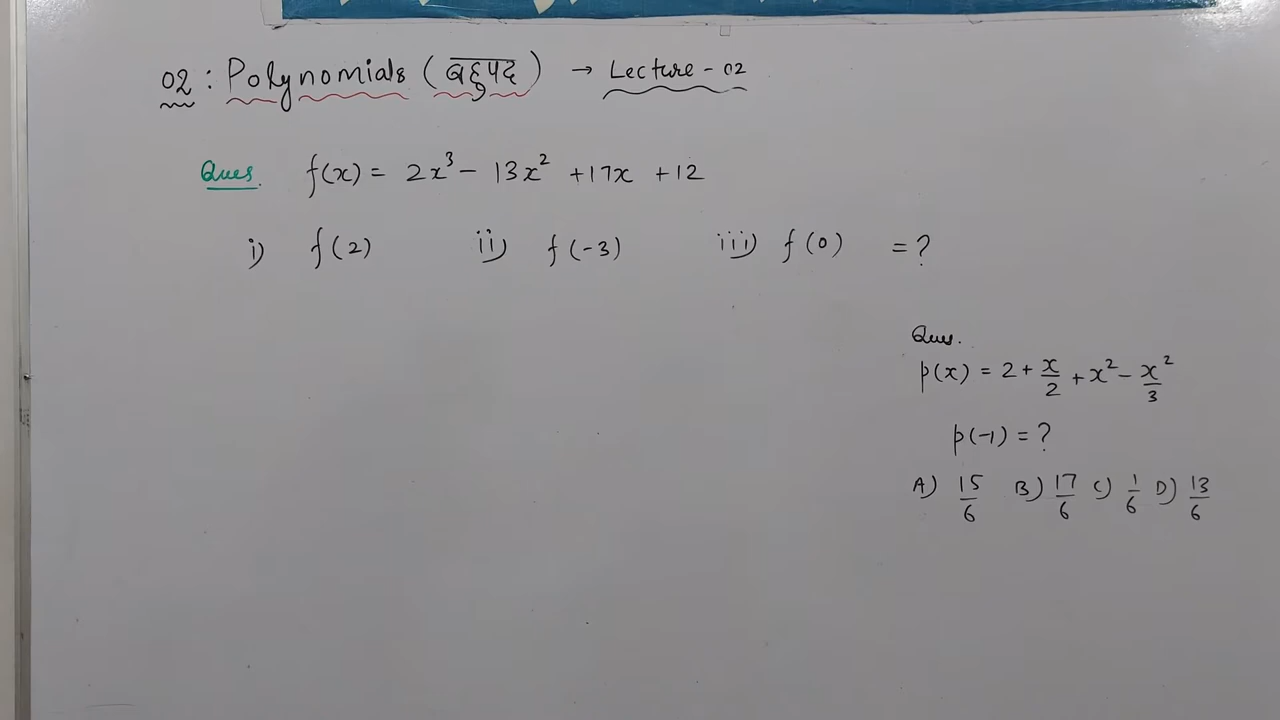 02 : Polynomials (बहुपद) → Lecture - 02
Ques. f(x) = 2x³ - 13x² + 17x + 12
i) f(2) ii) f(-3) iii) f(0) = ?
Ques.
p(x) = 2 + x/2 + x² - x²/3
p(-1) = ?
A) 15/6 B) 17/6 C) 1/6 D) 13/6